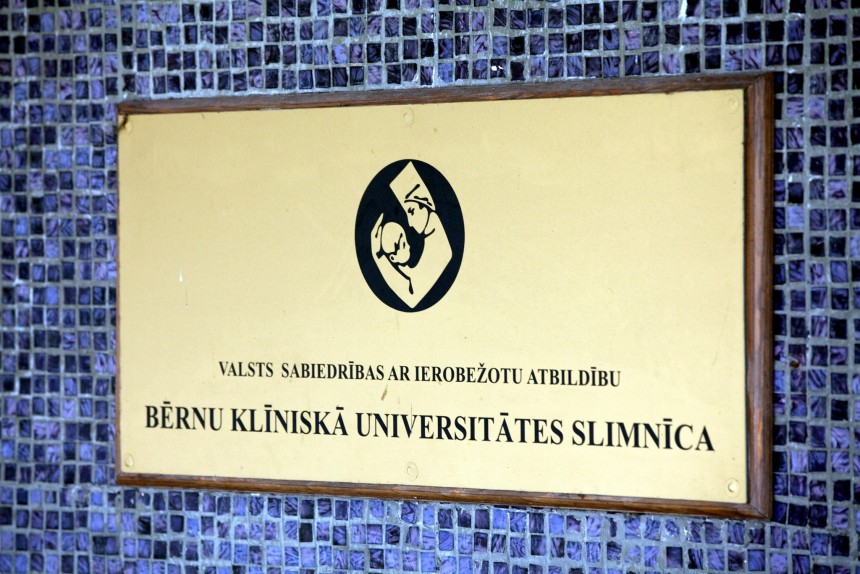 VALSTS SABIEDRĪBAS AR IEROBEŽOTU ATBILDĪBU
BĒRNU KLĪNISKĀ UNIVERSITĀTES SLIMNĪCA